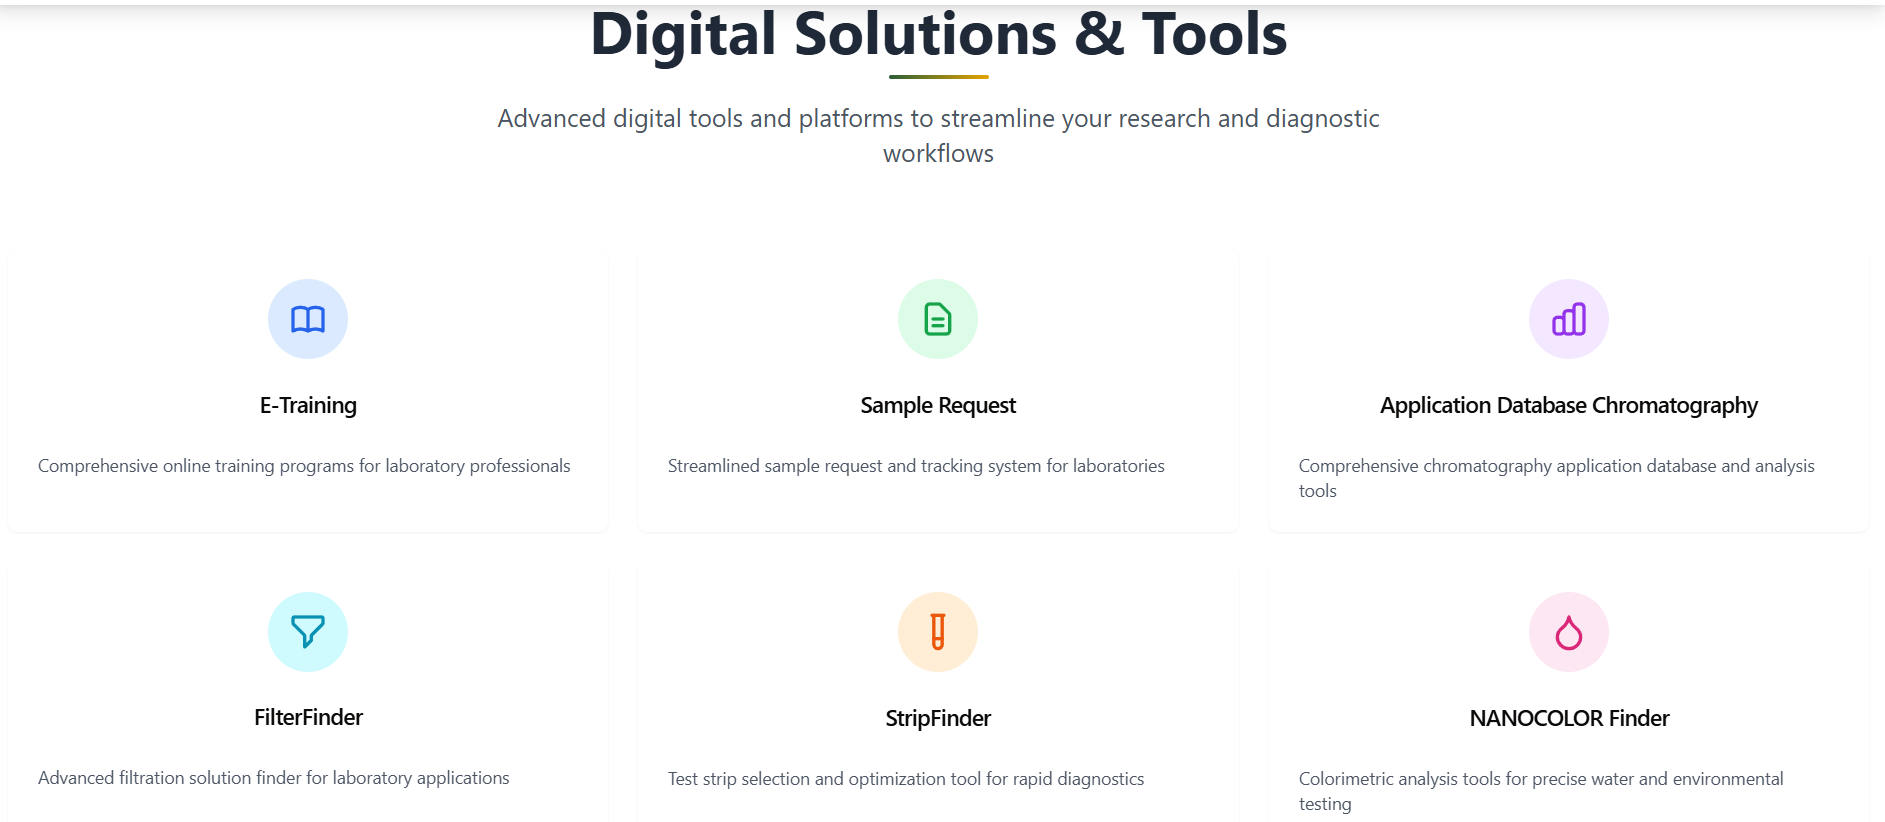 Digital Solutions & Tools
Advanced digital tools and platforms to streamline your research and diagnostic
workflows
E-Training
Comprehensive online training programs for laboratory professionals
Sample Request
Streamlined sample request and tracking system for laboratories
Application Database Chromatography
Comprehensive chromatography application database and analysis
tools
FilterFinder
Advanced filtration solution finder for laboratory applications
StripFinder
Test strip selection and optimization tool for rapid diagnostics
NANOCOLOR Finder
Colorimetric analysis tools for precise water and environmental
testing